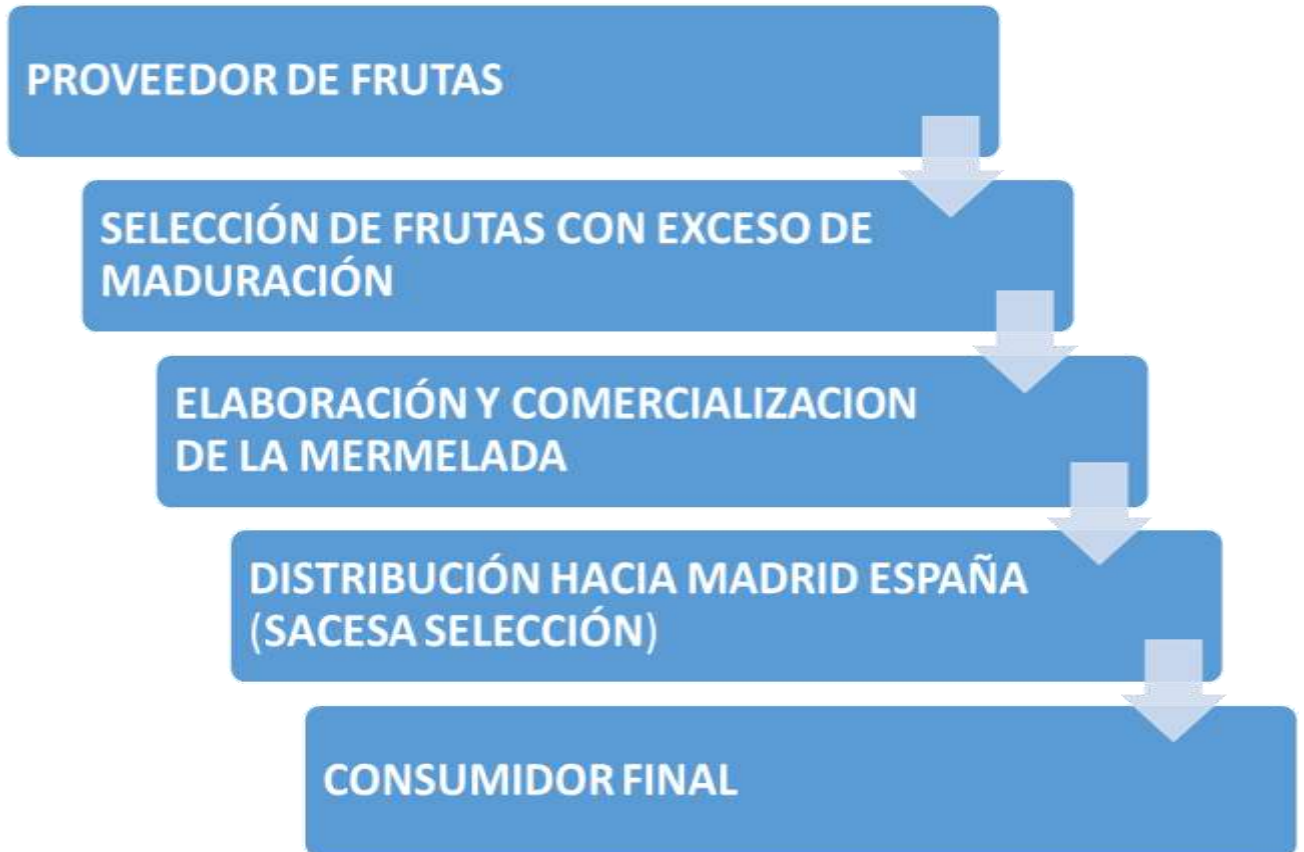 PROVEEDOR DE FRUTAS
SELECCIÓN DE FRUTAS CON EXCESO DE
MADURACIÓN
ELABORACIÓN Y COMERCIALIZACION
DE LA MERMELADA
DISTRIBUCIÓN HACIA MADRID ESPAÑA
(SACESA SELECCIÓN)
CONSUMIDOR FINAL